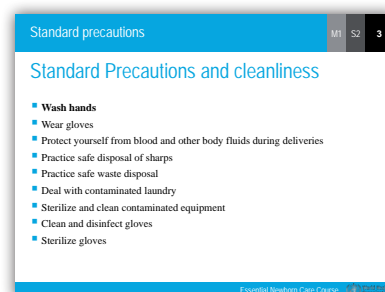 Standard precautions
M1 S2 3
Standard Precautions and cleanliness
Wash hands
Wear gloves
Protect yourself from blood and other body fluids during deliveries
Practice safe disposal of sharps
Practice safe waste disposal
Deal with contaminated laundry
Sterilize and clean contaminated equipment
Clean and disinfect gloves
Sterilize gloves
Essential Newborn Care Course